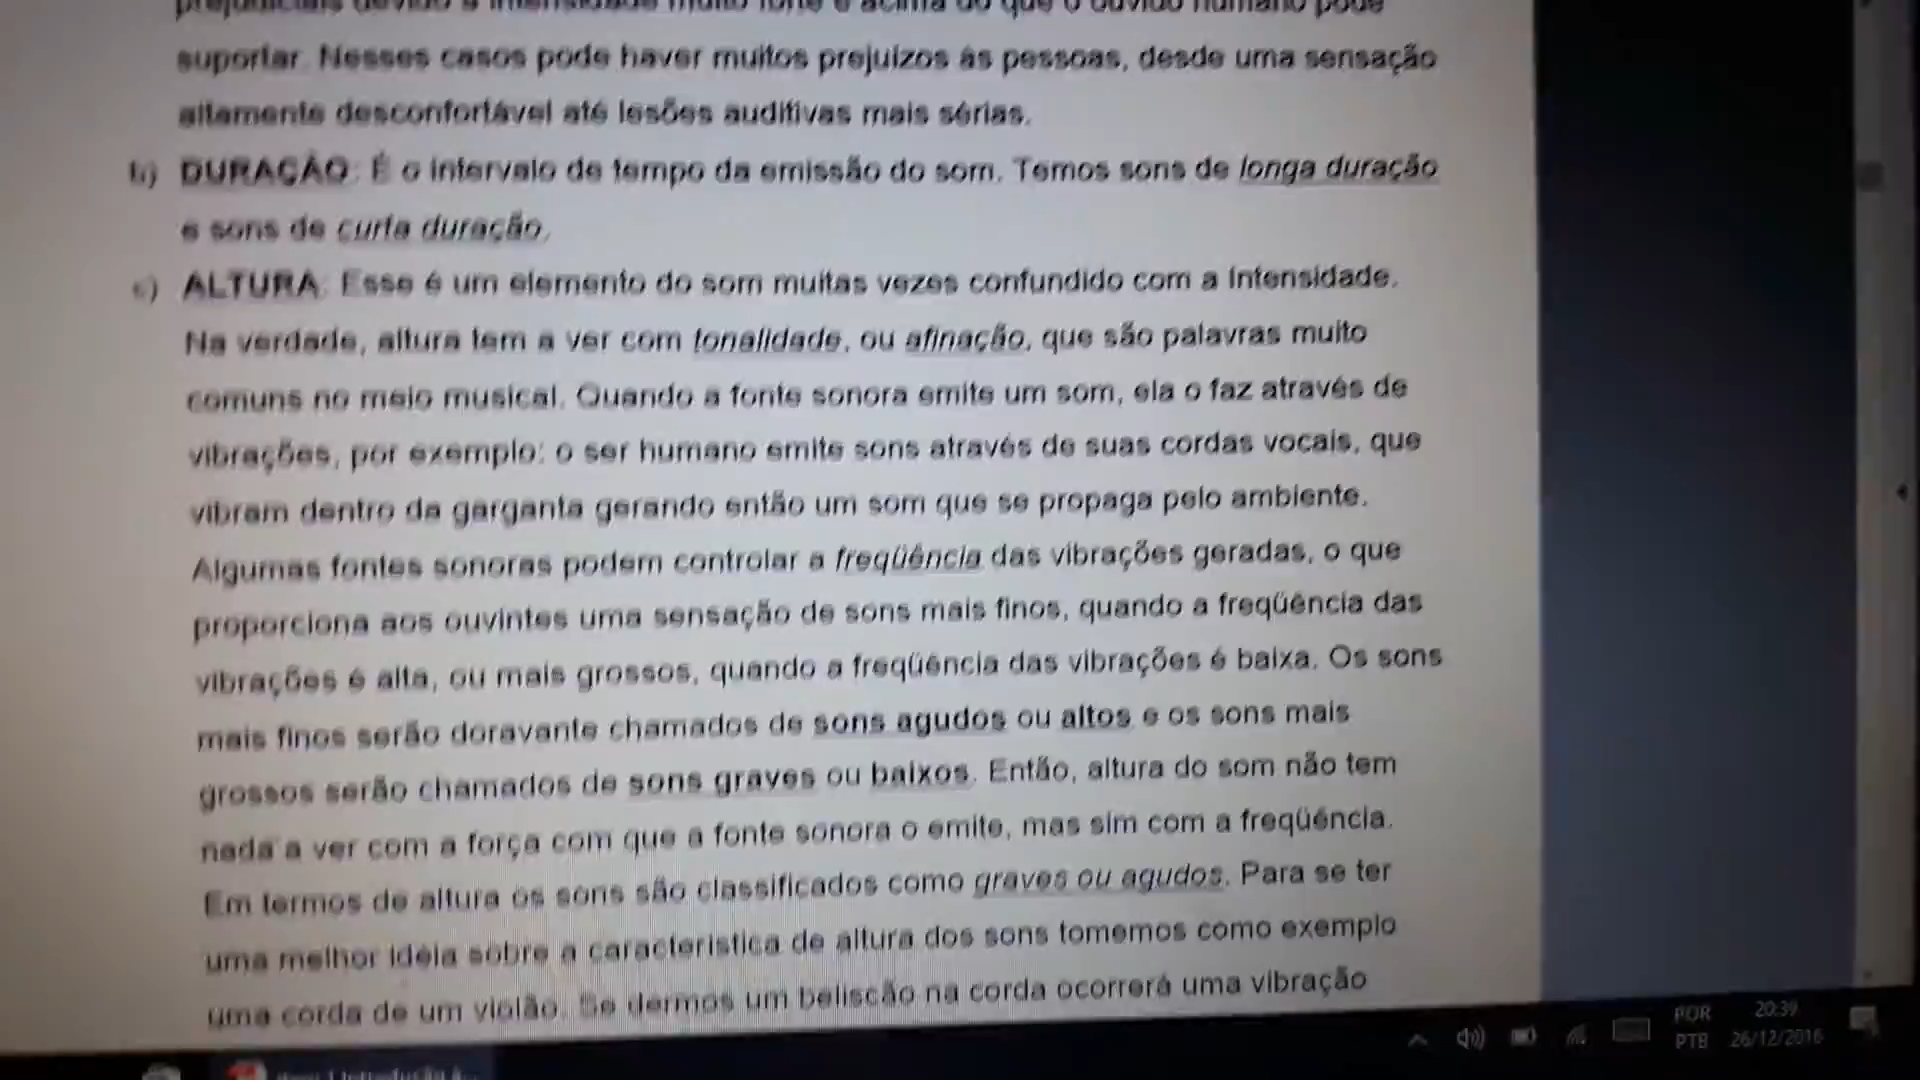 prejudiciais devido à intensidade muito forte e acima do que o ouvido humano pode
suportar. Nesses casos pode haver muitos prejuízos às pessoas, desde uma sensação
altamente desconfortável até lesões auditivas mais sérias.
b) DURAÇÃO: É o intervalo de tempo da emissão do som. Temos sons de longa duração
e sons de curta duração.
c) ALTURA: Esse é um elemento do som muitas vezes confundido com a Intensidade.
Na verdade, altura tem a ver com tonalidade, ou afinação, que são palavras muito
comuns no meio musical. Quando a fonte sonora emite um som, ela o faz através de
vibrações, por exemplo: o ser humano emite sons através de suas cordas vocais, que
vibram dentro da garganta gerando então um som que se propaga pelo ambiente.
Algumas fontes sonoras podem controlar a freqüência das vibrações geradas, o que
proporciona aos ouvintes uma sensação de sons mais finos, quando a freqüência das
vibrações é alta, ou mais grossos, quando a freqüência das vibrações é baixa. Os sons
mais finos serão doravante chamados de sons agudos ou altos e os sons mais
grossos serão chamados de sons graves ou baixos. Então, altura do som não tem
nada a ver com a força com que a fonte sonora o emite, mas sim com a freqüência.
Em termos de altura os sons são classificados como graves ou agudos. Para se ter
uma melhor idéia sobre a característica de altura dos sons tomemos como exemplo
uma corda de um violão. Se dermos um beliscão na corda ocorrerá uma vibração
POR 20:39
PTB 26/12/2016